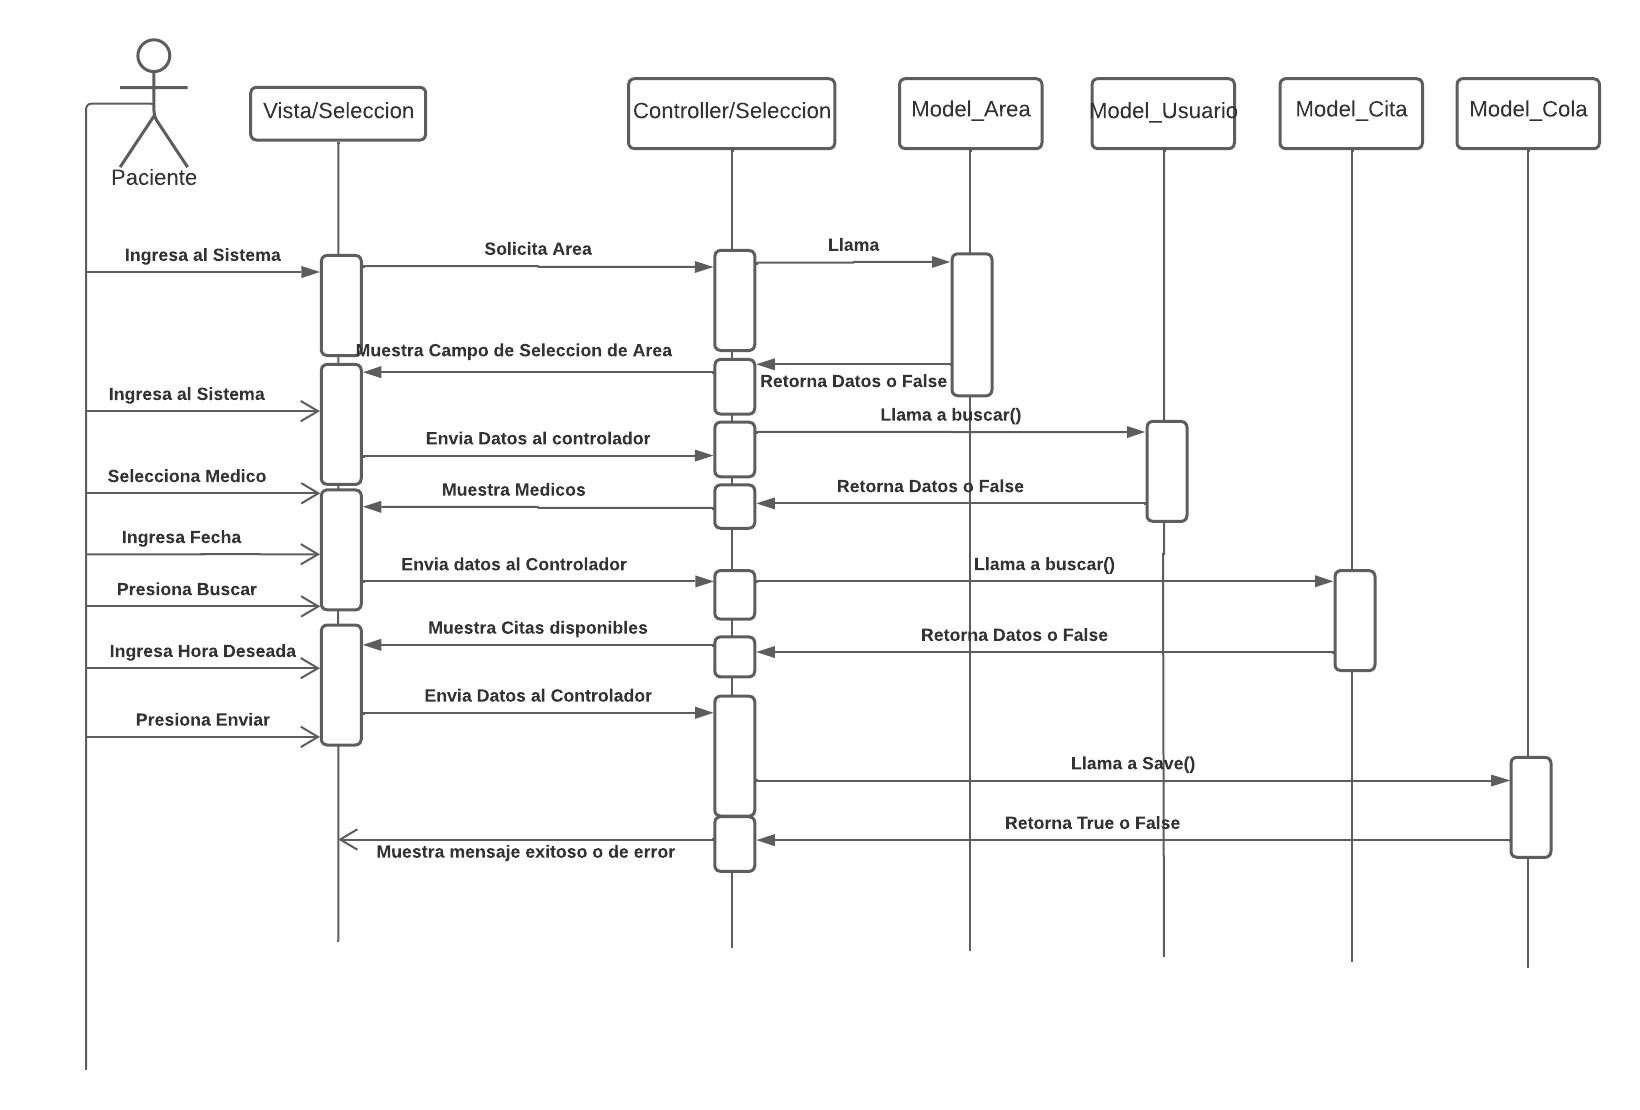 Paciente
Vista/Seleccion
Controller/Seleccion
Model_Area
Model_Usuario
Model_Cita
Model_Cola
Ingresa al Sistema
Solicita Area
Llama
Muestra Campo de Seleccion de Area
Retorna Datos o False
Ingresa al Sistema
Llama a buscar()
Envia Datos al controlador
Selecciona Medico
Muestra Medicos
Retorna Datos o False
Ingresa Fecha
Envia datos al Controlador
Llama a buscar()
Presiona Buscar
Muestra Citas disponibles
Retorna Datos o False
Ingresa Hora Deseada
Envia Datos al Controlador
Presiona Enviar
Llama a Save()
Retorna True o False
Muestra mensaje exitoso o de error